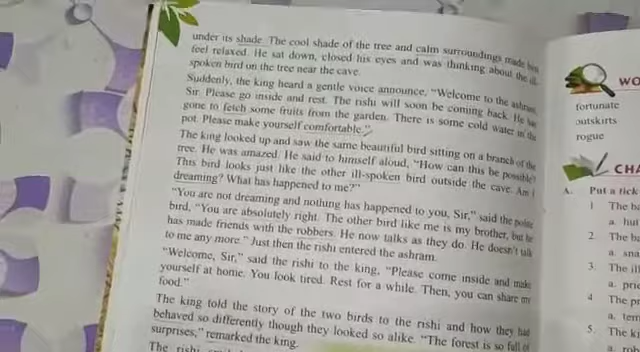 under its shade. The cool shade of the tree and calm surroundings made him
feel relaxed. He sat down, closed his eyes and was thinking about the ill-
spoken bird on the tree near the cave.
Suddenly, the king heard a gentle voice announce, "Welcome to the ashram,
Sir. Please go inside and rest. The rishi will soon be coming back. He has
gone to fetch some fruits from the garden. There is some cold water in the
pot. Please make yourself comfortable."
The king looked up and saw the same beautiful bird sitting on a branch of the
tree. He was amazed. He said to himself aloud, "How can this be possible?
This bird looks just like the other ill-spoken bird outside the cave. Am I
dreaming? What has happened to me?"
"You are not dreaming and nothing has happened to you, Sir," said the polite
bird, "You are absolutely right. The other bird like me is my brother, but he
has made friends with the robbers. He now talks as they do. He doesn't talk
to me any more." Just then the rishi entered the ashram.
"Welcome, Sir," said the rishi to the king, "Please come inside and make
yourself at home. You look tired. Rest for a while. Then, you can share my
food."
The king told the story of the two birds to the rishi and how they had
behaved so differently though they looked so alike. "The forest is so full of
surprises," remarked the king.
The rishi
WO
fortunate
outskirts
rogue
CHA
A. Put a tick
1 The ba
a. hut
2. The ba
a. sna
3. The ill
a. prie
4 The po
a. tem
5. The ki
a. rob